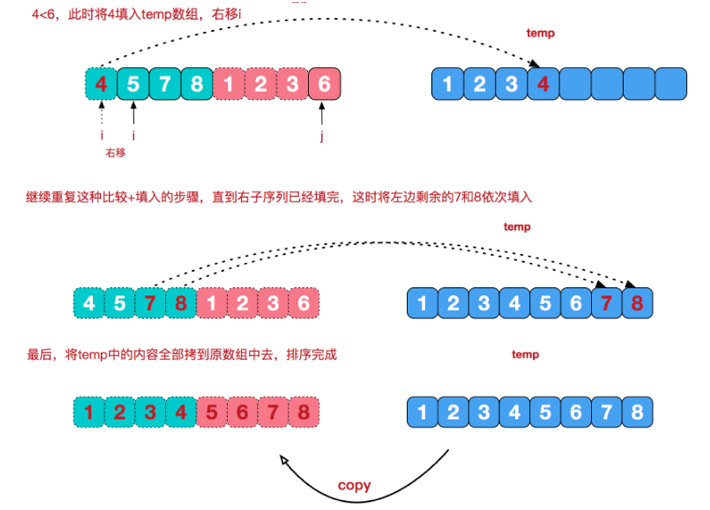 4<6，此时将4填入temp数组，右移i
temp
4 5 7 8 1 2 3 6
1 2 3 4
i i j
右移
继续重复这种比较+填入的步骤，直到右子序列已经填完，这时将左边剩余的7和8依次填入
temp
4 5 7 8 1 2 3 6
1 2 3 4 5 6 7 8
最后，将temp中的内容全部拷到原数组中去，排序完成
temp
1 2 3 4 5 6 7 8
1 2 3 4 5 6 7 8
copy